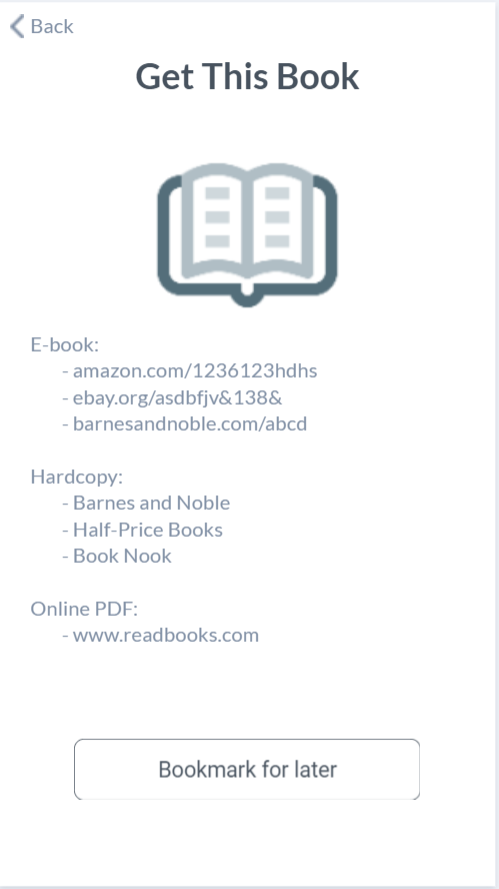 Back
Get This Book
E-book:
- amazon.com/1236123hdhs
- ebay.org/asdbfjv&138&
- barnesandnoble.com/abcd
Hardcopy:
- Barnes and Noble
- Half-Price Books
- Book Nook
Online PDF:
- www.readbooks.com
Bookmark for later